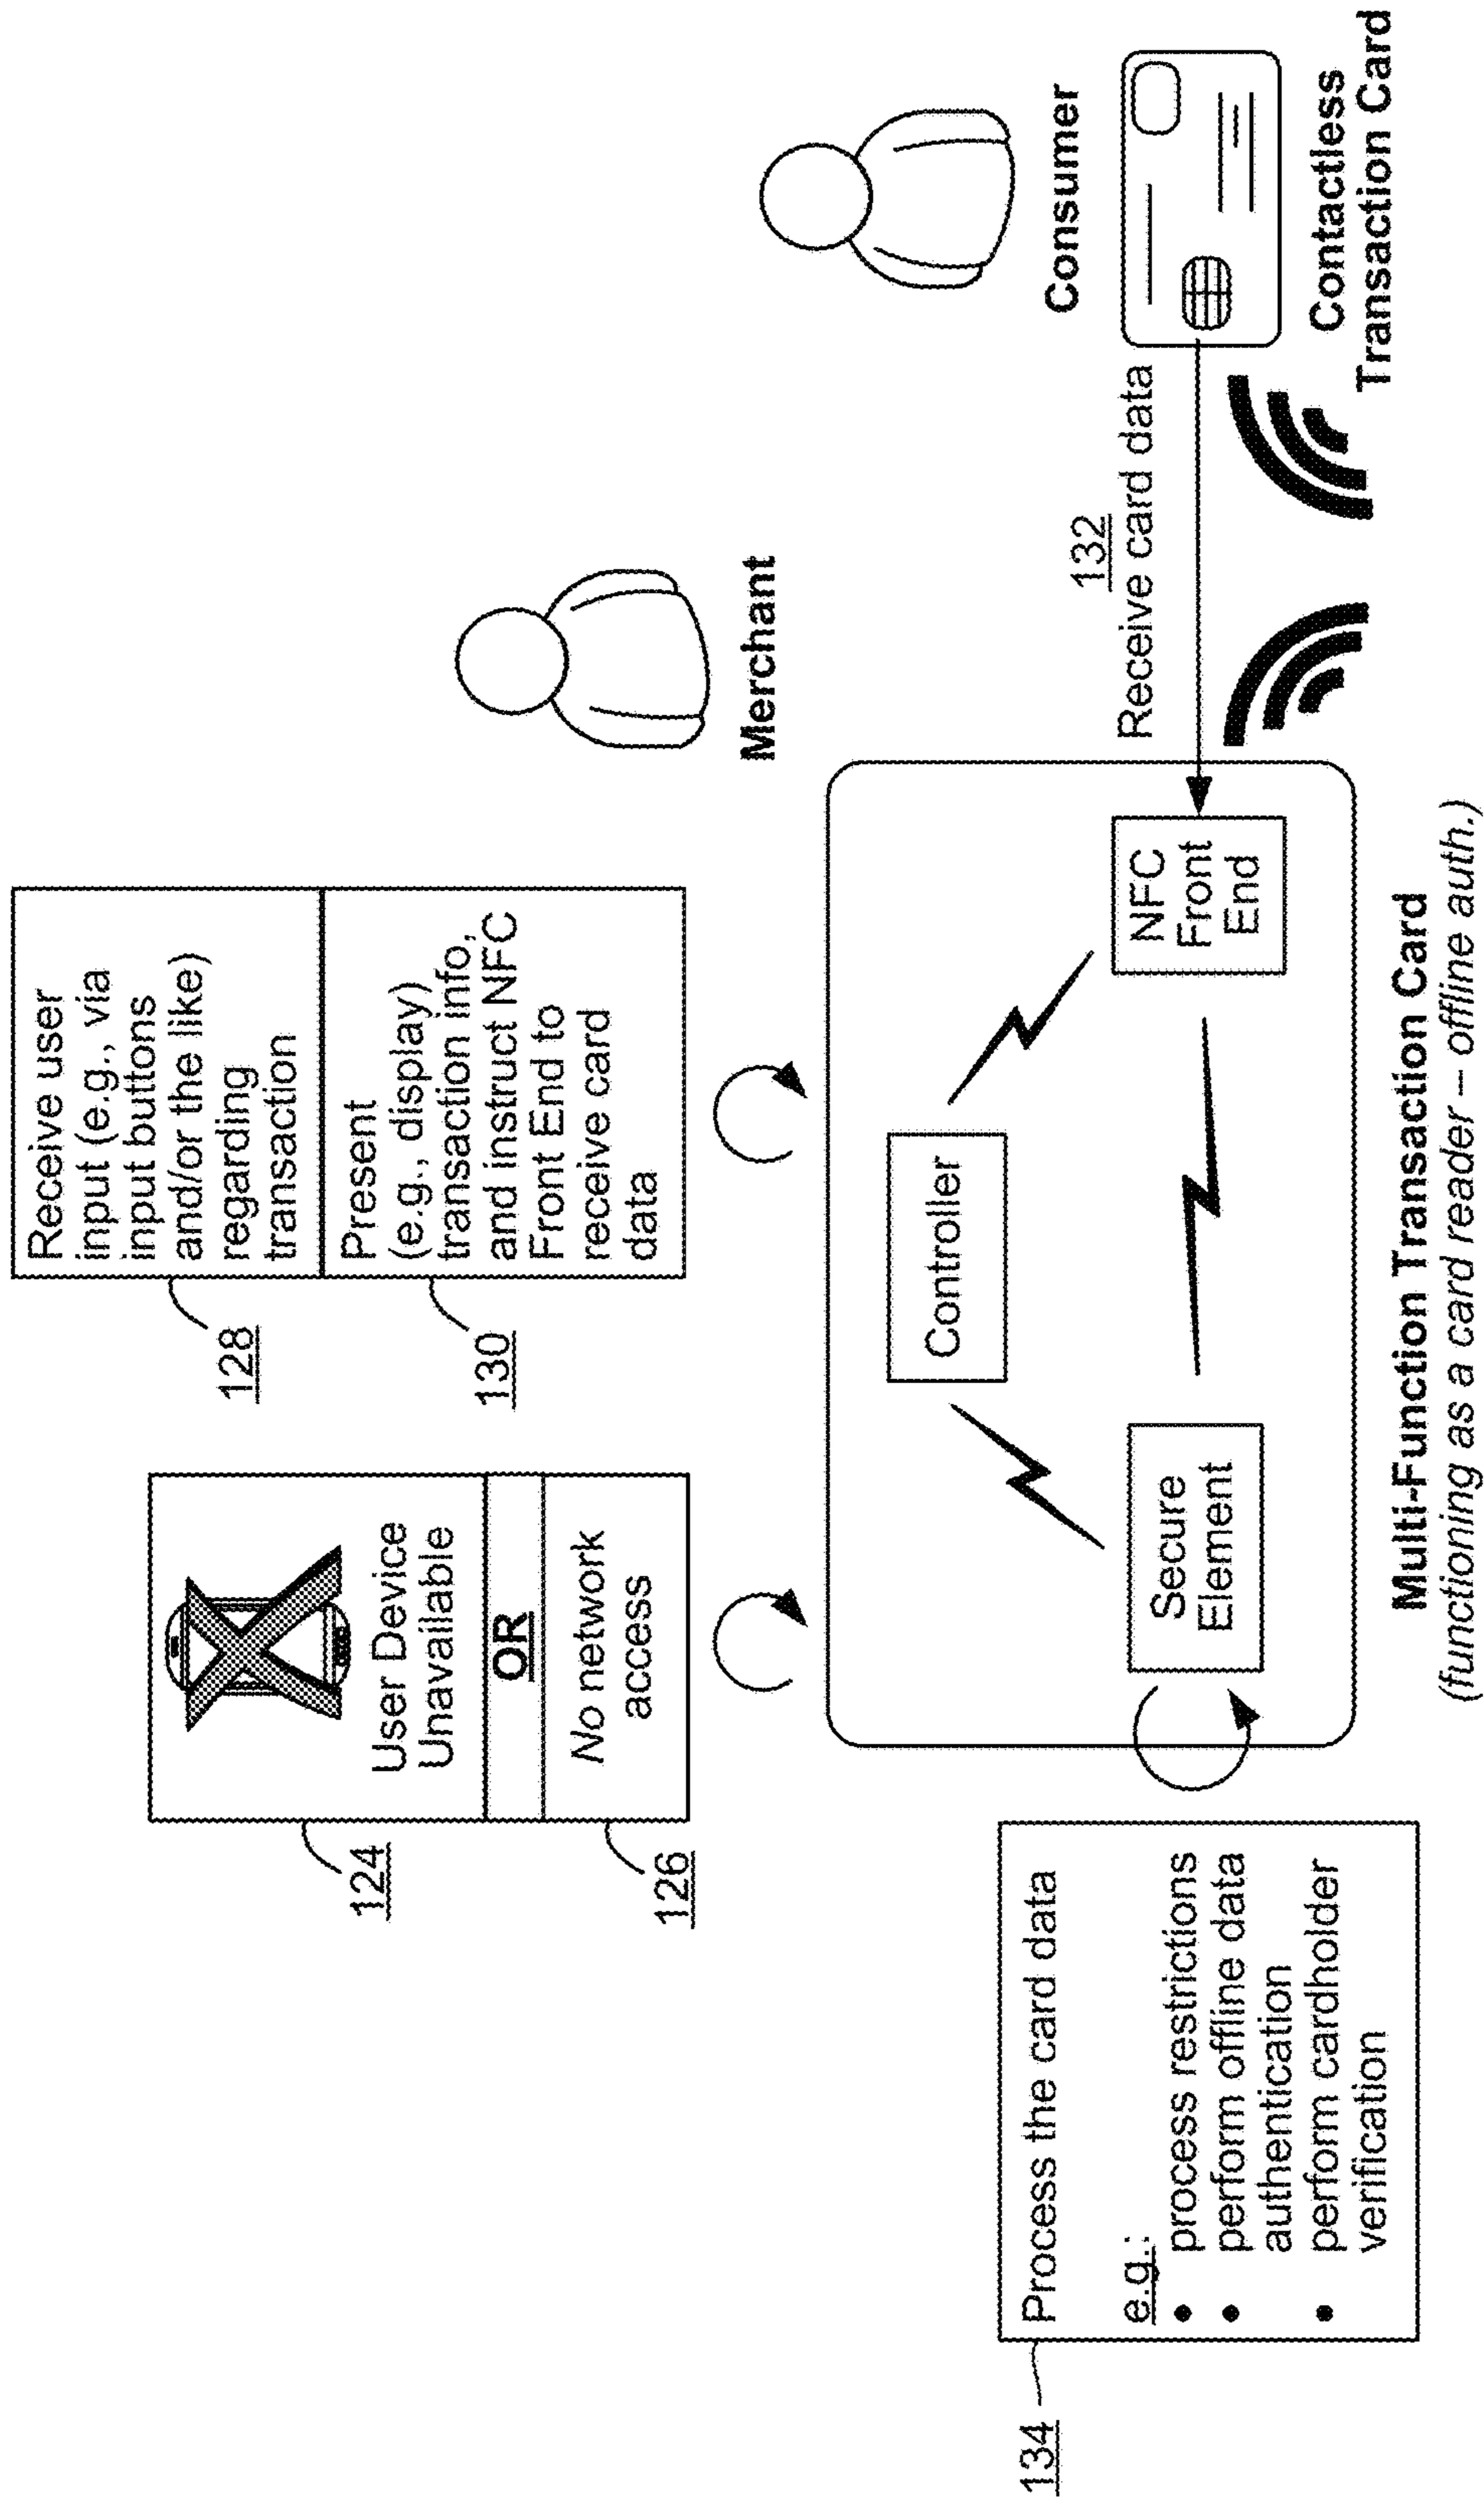 124
User Device
Unavailable
OR
126
No network
access
128
Receive user
input (e.g., via
input buttons
and/or the like)
regarding
transaction
130
Present
(e.g., display)
transaction info,
and instruct NFC
Front End to
receive card
data
Merchant
Consumer
134
Process the card data
e.g.:
• process restrictions
• perform offline data
authentication
• perform cardholder
verification
Controller
Secure
Element
NFC
Front
End
132
Receive card data
Contactless
Transaction Card
Multi-Function Transaction Card
(functioning as a card reader – offline auth.)